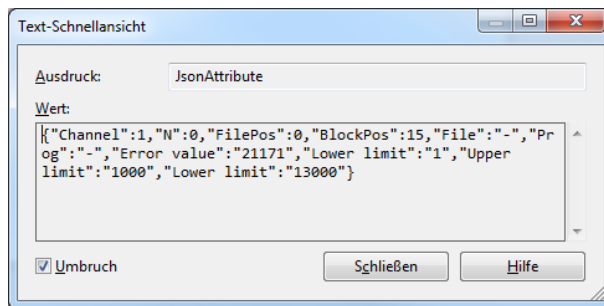 Text-Schnellansicht
Ausdruck:
JsonAttribute
Wert:
{"Channel":1,"N":0,"FilePos":0,"BlockPos":15,"File":"-","Pr
og":"-","Error value":"21171","Lower limit":"1","Upper
limit":"1000","Lower limit":"13000"}
Umbruch
Schließen
Hilfe